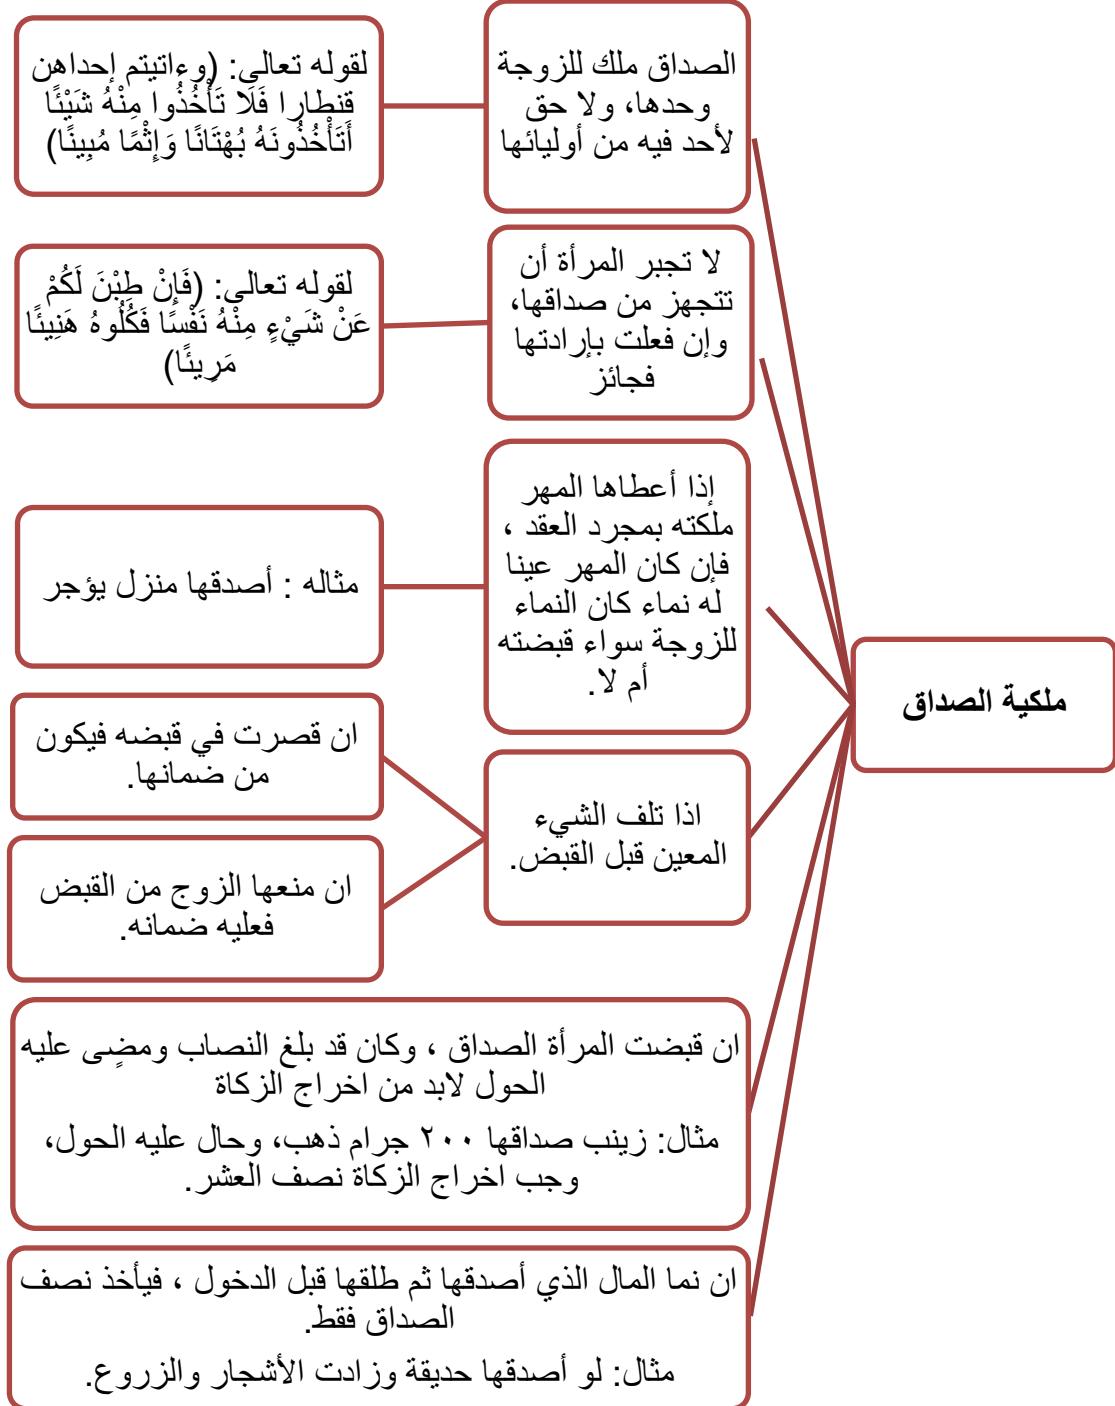 ملكية الصداق
الصداق ملك للزوجة
وحدها، ولا حق
لأحد فيه من أوليائها
لقوله تعالى: (وءاتيتم إحداهن
قنطارا فَلَا تَأْخُذُوا مِنْهُ شَيْئًا
أَتَأْخُذُونَهُ بُهْتَانًا وَإِثْمًا مُبِينًا)
لا تجبر المرأة أن
تتجهز من صداقها،
وإن فعلت بإرادتها
فجائز
لقوله تعالى: (فَإِنْ طِبْنَ لَكُمْ
عَنْ شَيْءٍ مِنْهُ نَفْسًا فَكُلُوهُ هَنِيئًا
مَرِيئًا)
إذا أعطاها المهر
ملكته بمجرد العقد ،
فإن كان المهر عينا
له نماء كان النماء
للزوجة سواء قبضته
أم لا.
مثاله : أصدقها منزل يؤجر
اذا تلف الشيء
المعين قبل القبض.
ان قصرت في قبضه فيكون
من ضمانها.
ان منعها الزوج من القبض
فعليه ضمانه.
ان قبضت المرأة الصداق ، وكان قد بلغ النصاب ومضٍى عليه
الحول لابد من اخراج الزكاة
مثال: زينب صداقها ٢٠٠ جرام ذهب، وحال عليه الحول،
وجب اخراج الزكاة نصف العشر.
ان نما المال الذي أصدقها ثم طلقها قبل الدخول ، فيأخذ نصف
الصداق فقط.
مثال: لو أصدقها حديقة وزادت الأشجار والزروع.